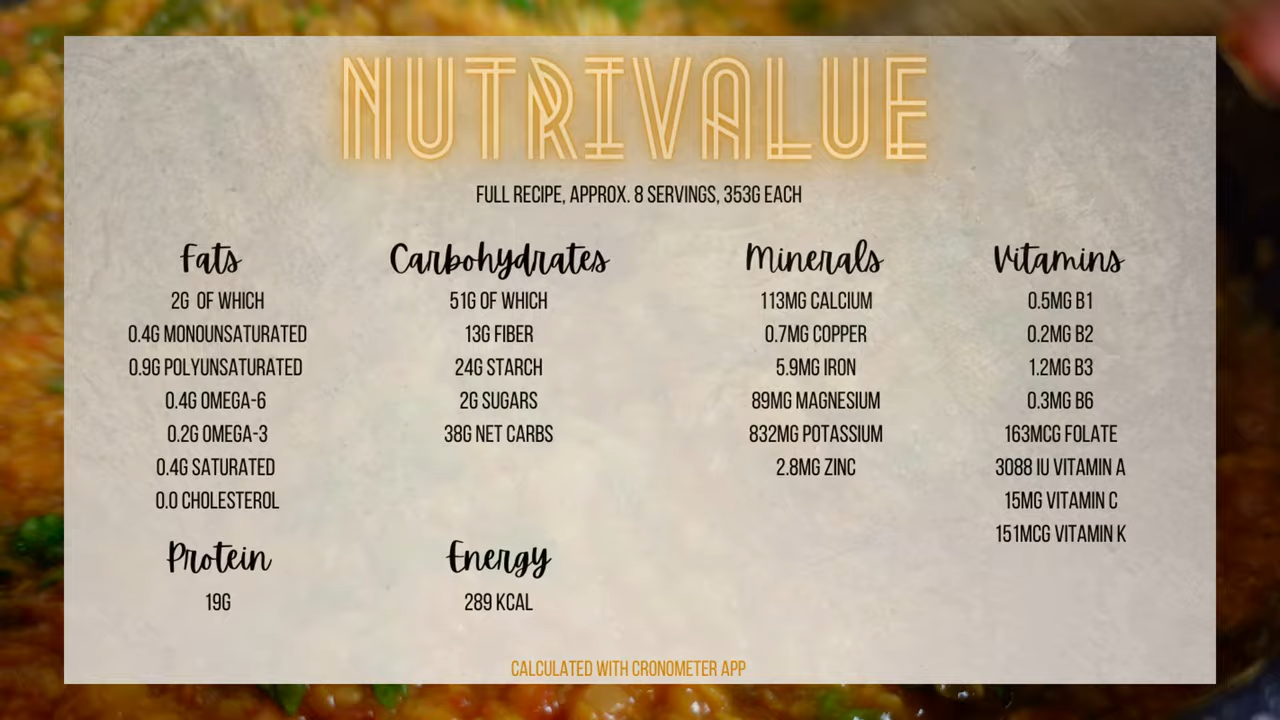 NUTRIVALUE
FULL RECIPE, APPROX. 8 SERVINGS, 353G EACH
Fats
2G OF WHICH
0.4G MONOUNSATURATED
0.9G POLYUNSATURATED
0.4G OMEGA-6
0.2G OMEGA-3
0.4G SATURATED
0.0 CHOLESTEROL
Carbohydrates
51G OF WHICH
13G FIBER
24G STARCH
2G SUGARS
38G NET CARBS
Minerals
113MG CALCIUM
0.7MG COPPER
5.9MG IRON
89MG MAGNESIUM
832MG POTASSIUM
2.8MG ZINC
Vitamins
0.5MG B1
0.2MG B2
1.2MG B3
0.3MG B6
163MCG FOLATE
3088 IU VITAMIN A
15MG VITAMIN C
151MCG VITAMIN K
Protein
19G
Energy
289 KCAL
CALCULATED WITH CRONOMETER APP